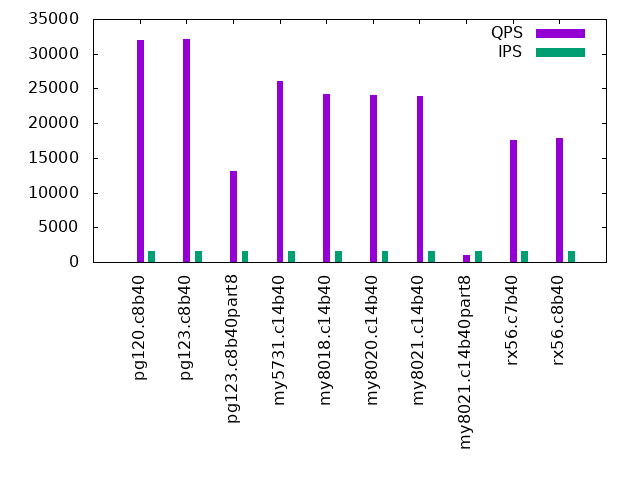 35000
30000
25000
20000
15000
10000
5000
0
QPS
IPS
pg120.c8b40
pg123.c8b40
pg123.c8b40part8
my5731.c14b40
my8018.c14b40
my8020.c14b40
my8021.c14b40
my8021.c14b40part8
rx56.c7b40
rx56.c8b40